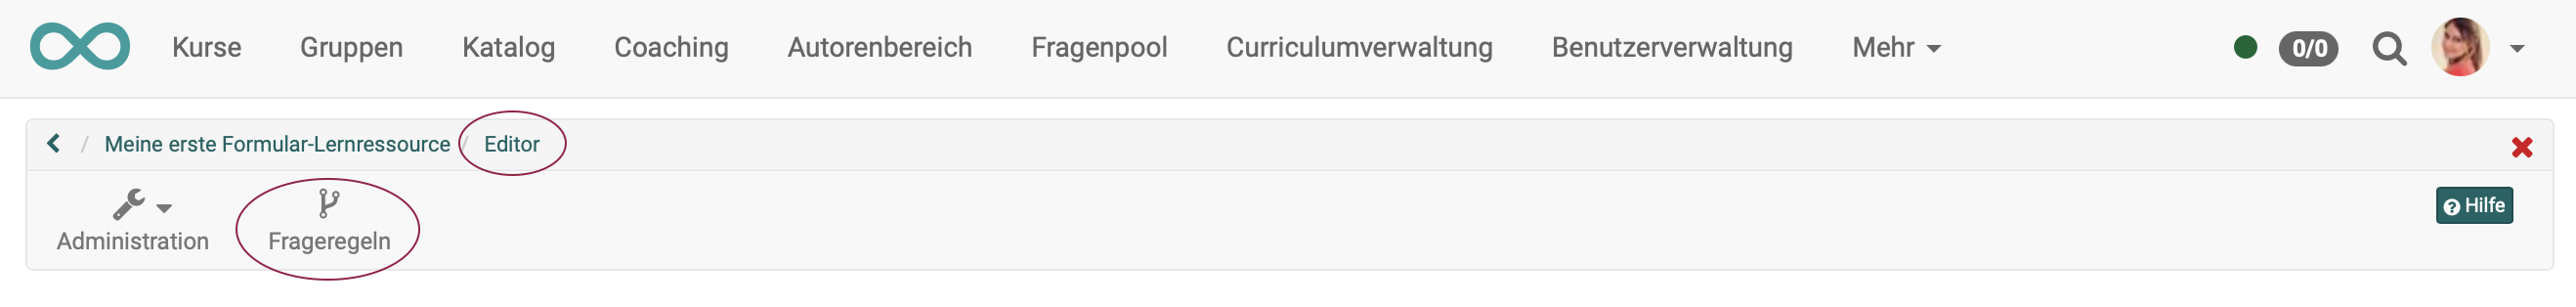 Kurse Gruppen Katalog Coaching Autorenbereich Fragenpool Curriculumverwaltung Benutzerverwaltung Mehr 0/0
/ Meine erste Formular-Lernressource / Editor
Administration Frageregeln Hilfe